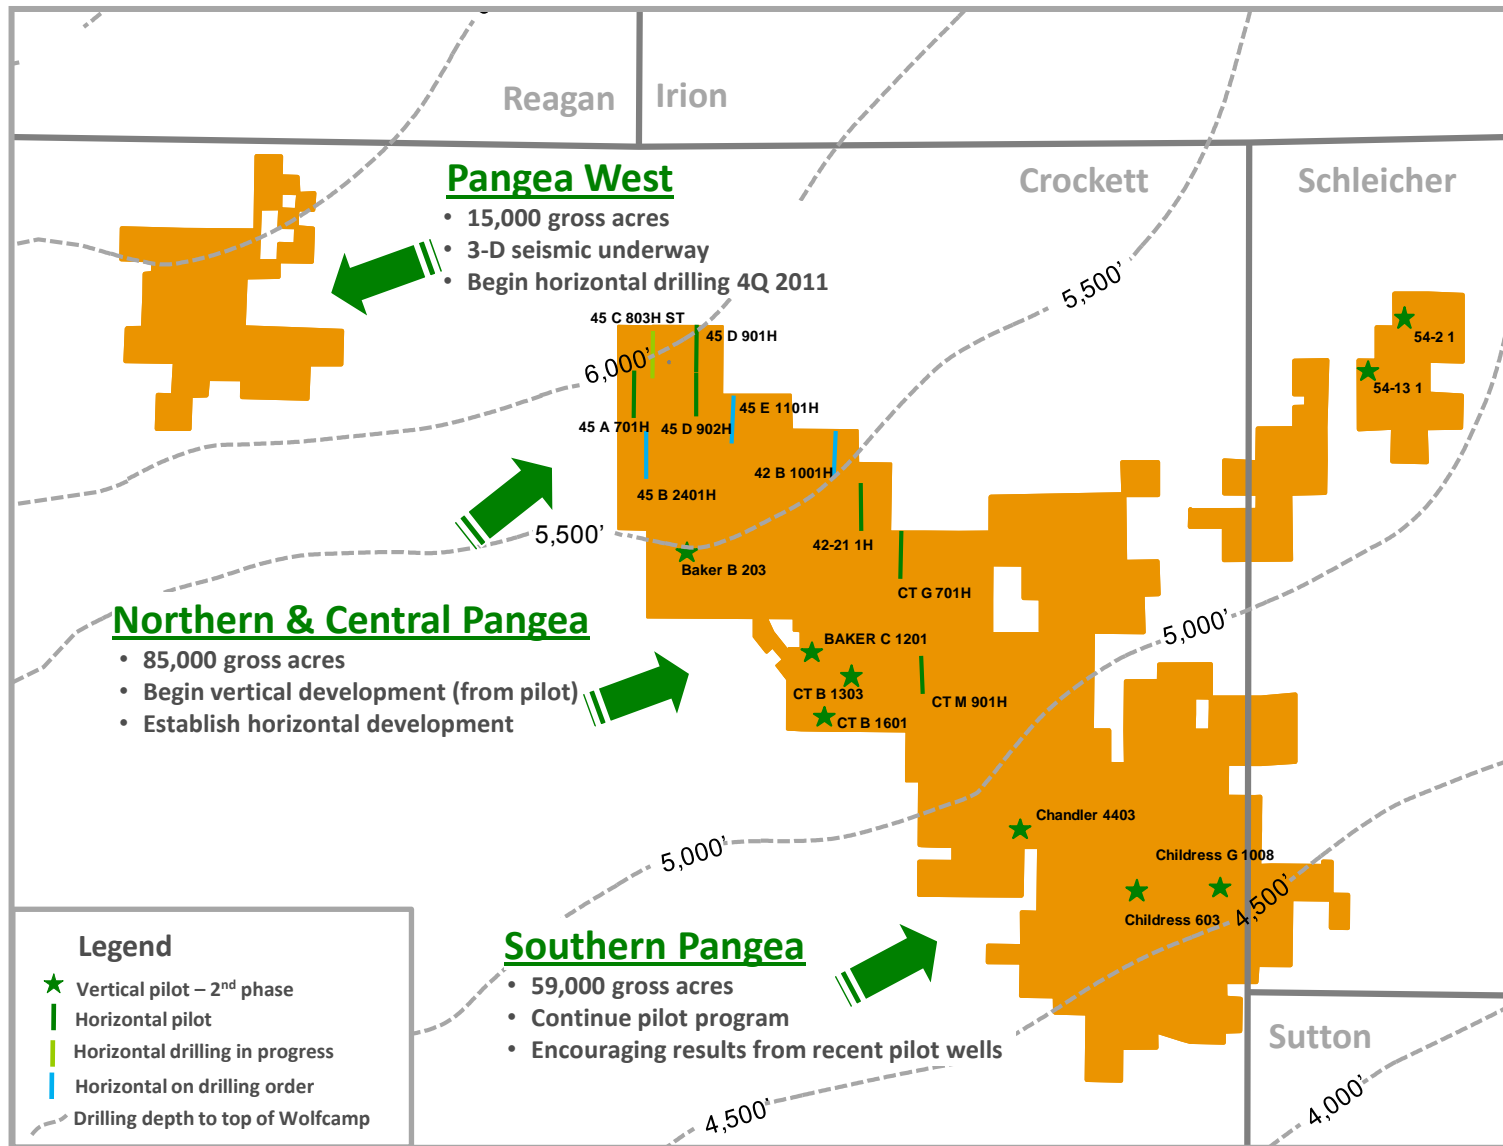 Reagan
Irion
Crockett
Schleicher
Pangea West
• 15,000 gross acres
• 3-D seismic underway
• Begin horizontal drilling 4Q 2011
5,500’
45 C 803H ST
45 D 901H
6,000’
54-2 1
54-13 1
45 E 1101H
45 A 701H
45 D 902H
42 B 1001H
45 B 2401H
5,500’
42-21 1H
Baker B 203
CT G 701H
Northern & Central Pangea
• 85,000 gross acres
• Begin vertical development (from pilot)
• Establish horizontal development
5,000’
BAKER C 1201
CT B 1303
CT M 901H
CT B 1601
Chandler 4403
5,000’
Childress G 1008
4,500’
Childress 603
Southern Pangea
• 59,000 gross acres
• Continue pilot program
• Encouraging results from recent pilot wells
Sutton
4,500’
4,000’
Legend
Vertical pilot – 2nd phase
Horizontal pilot
Horizontal drilling in progress
Horizontal on drilling order
Drilling depth to top of Wolfcamp